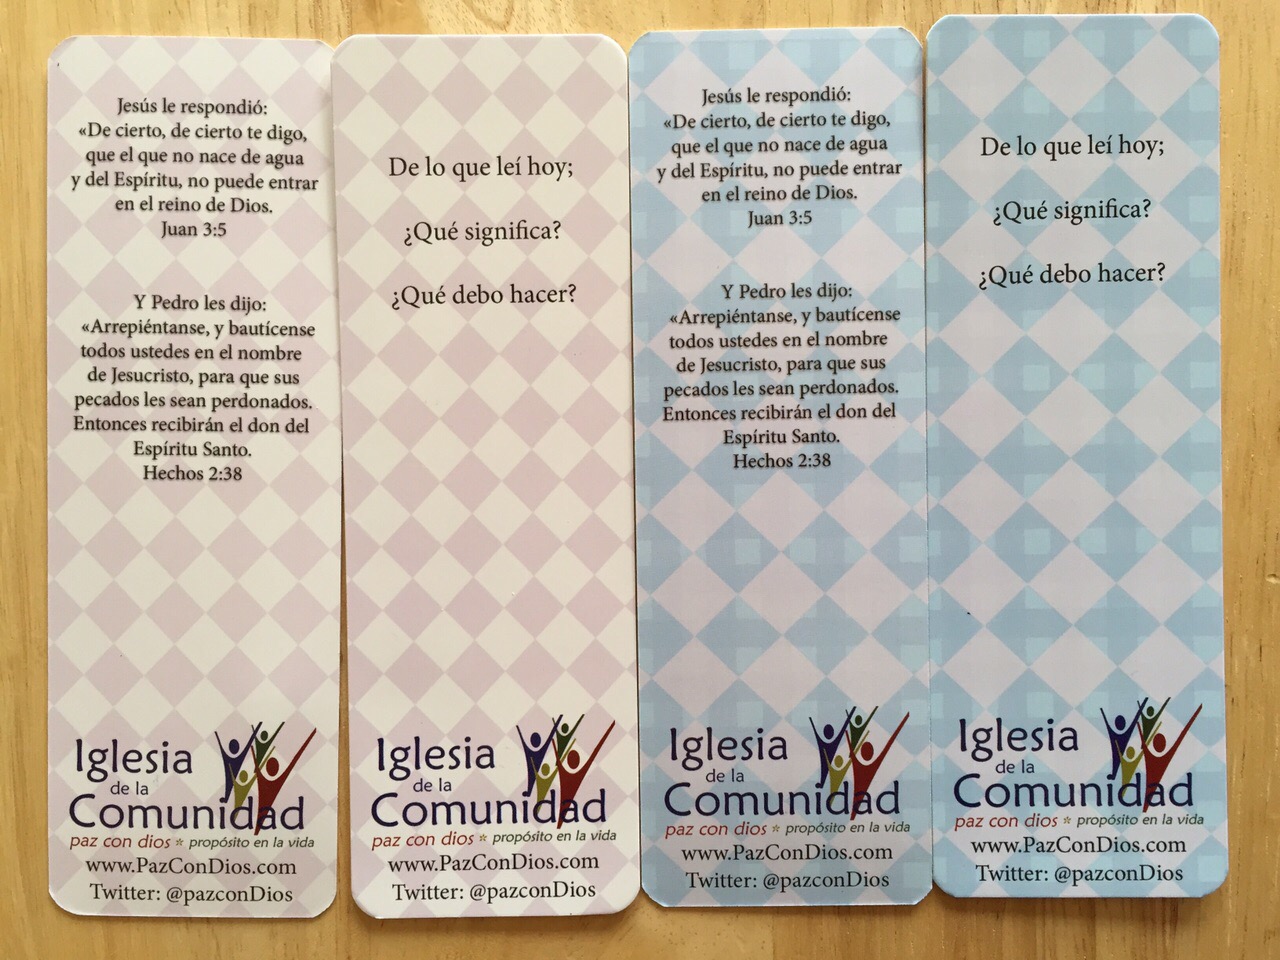 Jesús le respondió:
«De cierto, de cierto te digo,
que el que no nace de agua
y del Espíritu, no puede entrar
en el reino de Dios.
Juan 3:5
Y Pedro les dijo:
«Arrepiéntanse, y bautícense
todos ustedes en el nombre
de Jesucristo, para que sus
pecados les sean perdonados.
Entonces recibirán el don del
Espíritu Santo.
Hechos 2:38
Iglesia
de la
Comunidad
paz con dios * propósito en la vida
www.PazConDios.com
Twitter: @pazconDios
De lo que leí hoy;
¿Qué significa?
¿Qué debo hacer?
Iglesia
de la
Comunidad
paz con dios * propósito en la vida
www.PazConDios.com
Twitter: @pazconDios
Jesús le respondió:
«De cierto, de cierto te digo,
que el que no nace de agua
y del Espíritu, no puede entrar
en el reino de Dios.
Juan 3:5
Y Pedro les dijo:
«Arrepiéntanse, y bautícense
todos ustedes en el nombre
de Jesucristo, para que sus
pecados les sean perdonados.
Entonces recibirán el don del
Espíritu Santo.
Hechos 2:38
Iglesia
de la
Comunidad
paz con dios * propósito en la vida
www.PazConDios.com
Twitter: @pazconDios
De lo que leí hoy;
¿Qué significa?
¿Qué debo hacer?
Iglesia
de la
Comunidad
paz con dios * propósito en la vida
www.PazConDios.com
Twitter: @pazconDios